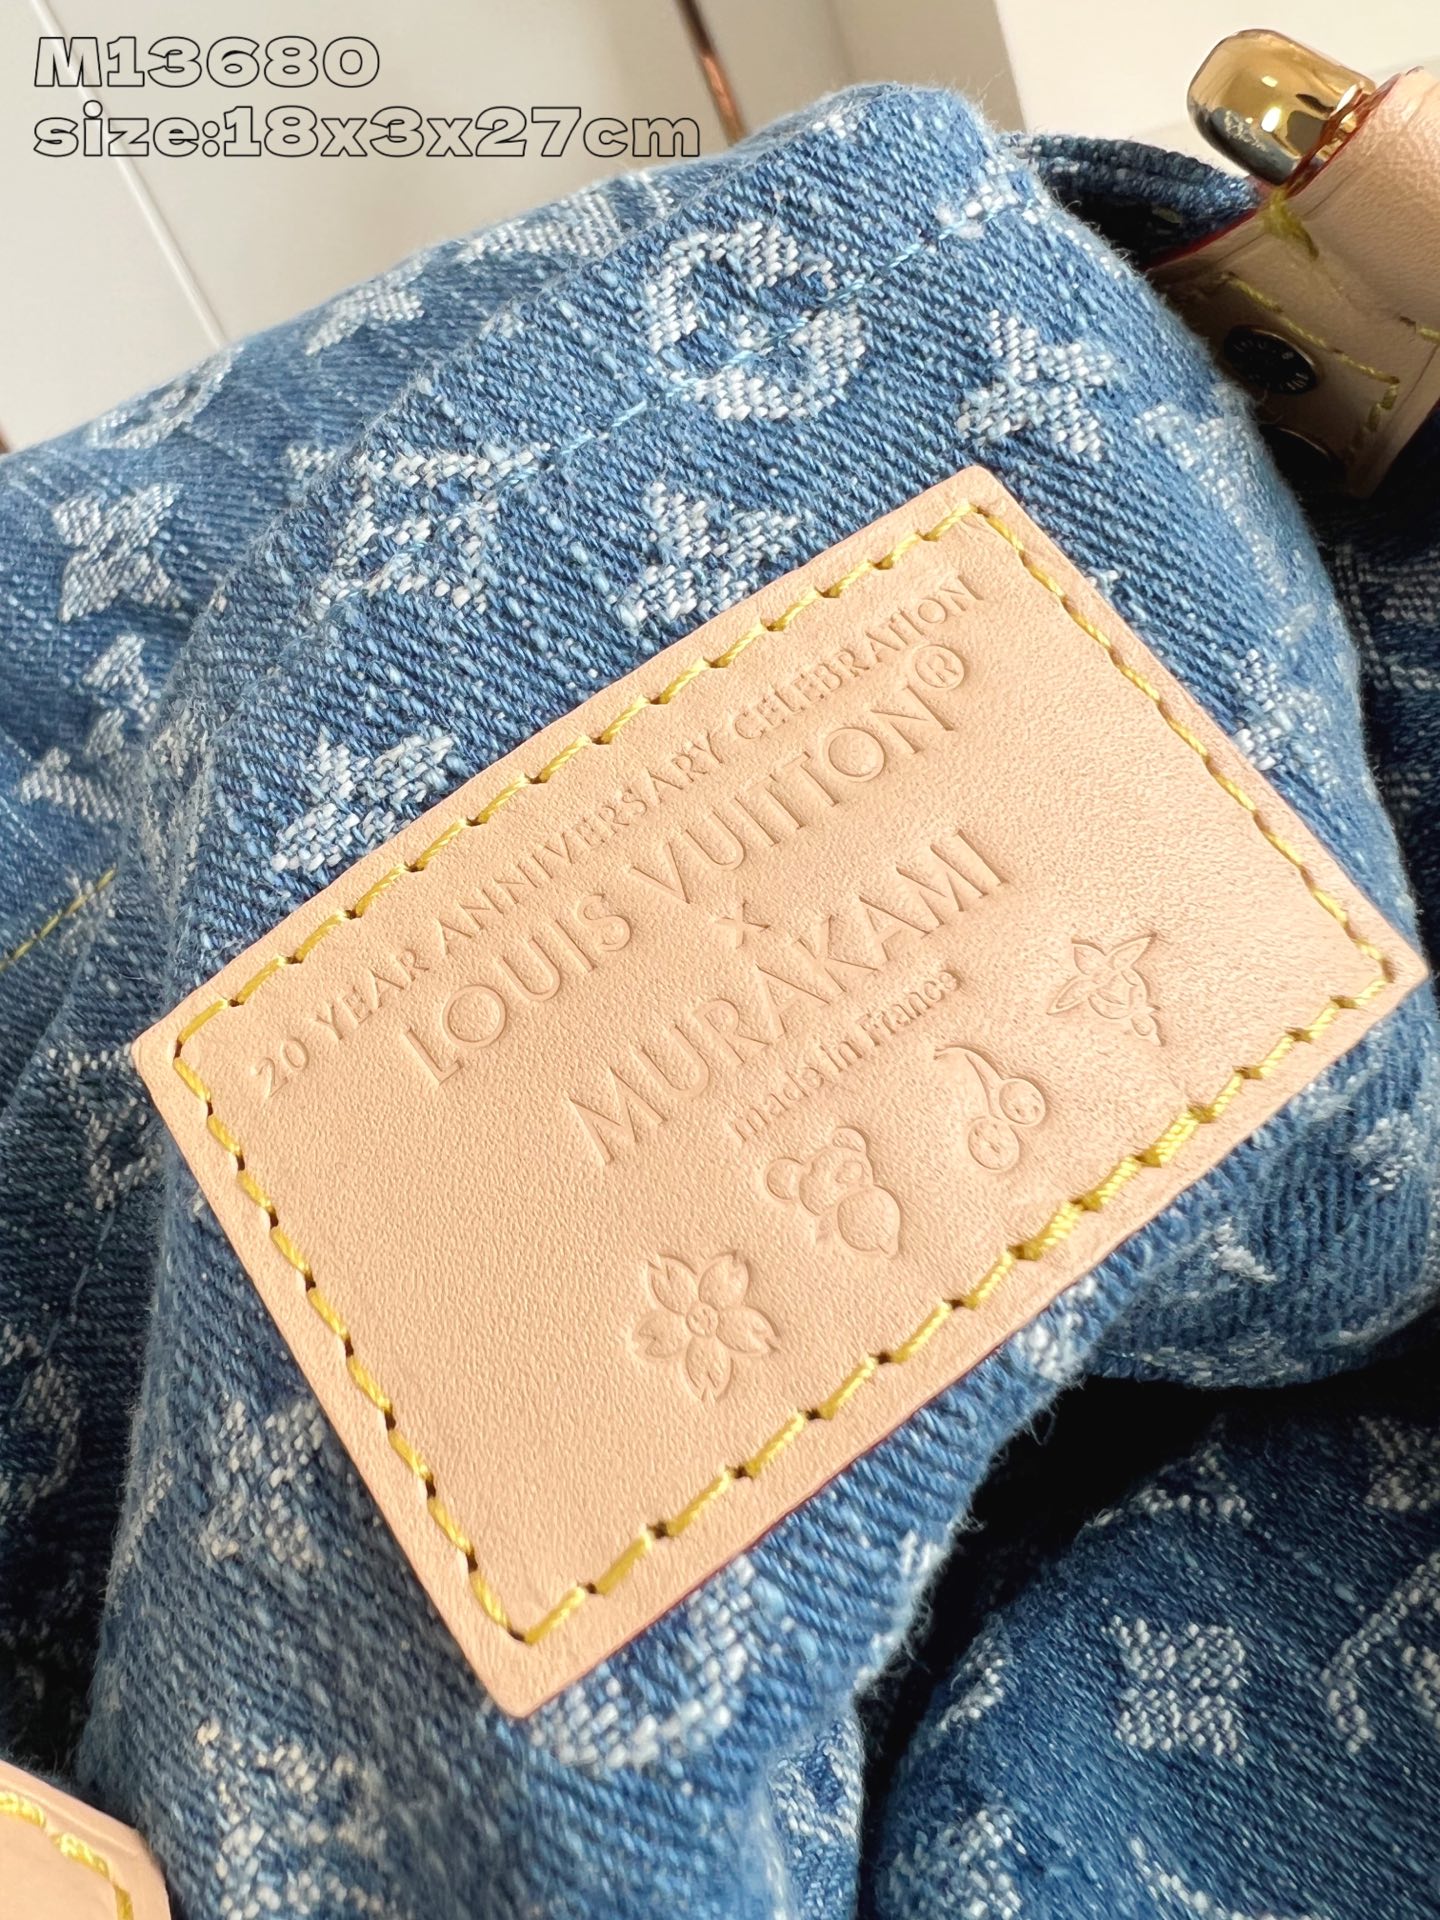 M13680
size:18x3x27cm
20 YEAR ANNIVERSARY CELEBRATION
LOUIS VUITTON®
x
MURAKAMI
made in France